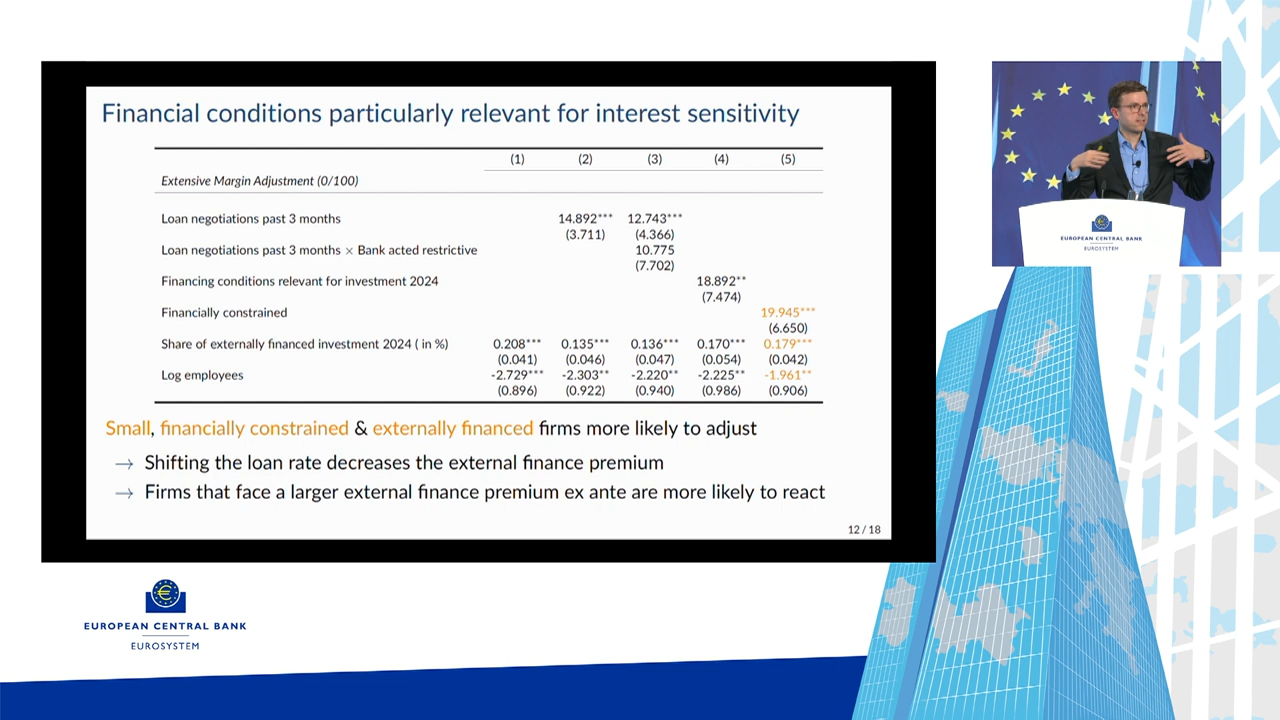 Financial conditions particularly relevant for interest sensitivity
(1) (2) (3) (4) (5)
Extensive Margin Adjustment (0/100)
Loan negotiations past 3 months 14.892*** 12.743***
(3.711) (4.366)
Loan negotiations past 3 months × Bank acted restrictive 10.775
(7.702)
Financing conditions relevant for investment 2024 18.892**
(7.474)
Financially constrained 19.945***
(6.650)
Share of externally financed investment 2024 ( in %) 0.208*** 0.135*** 0.136*** 0.170*** 0.179***
(0.041) (0.046) (0.047) (0.054) (0.042)
Log employees -2.729*** -2.303** -2.220** -2.225** -1.961**
(0.896) (0.922) (0.940) (0.986) (0.906)
Small, financially constrained & externally financed firms more likely to adjust
→ Shifting the loan rate decreases the external finance premium
→ Firms that face a larger external finance premium ex ante are more likely to react
12 / 18
EUROPEAN CENTRAL BANK
EUROSYSTEM
EUROPEAN CENTRAL BANK
EUROSYSTEM